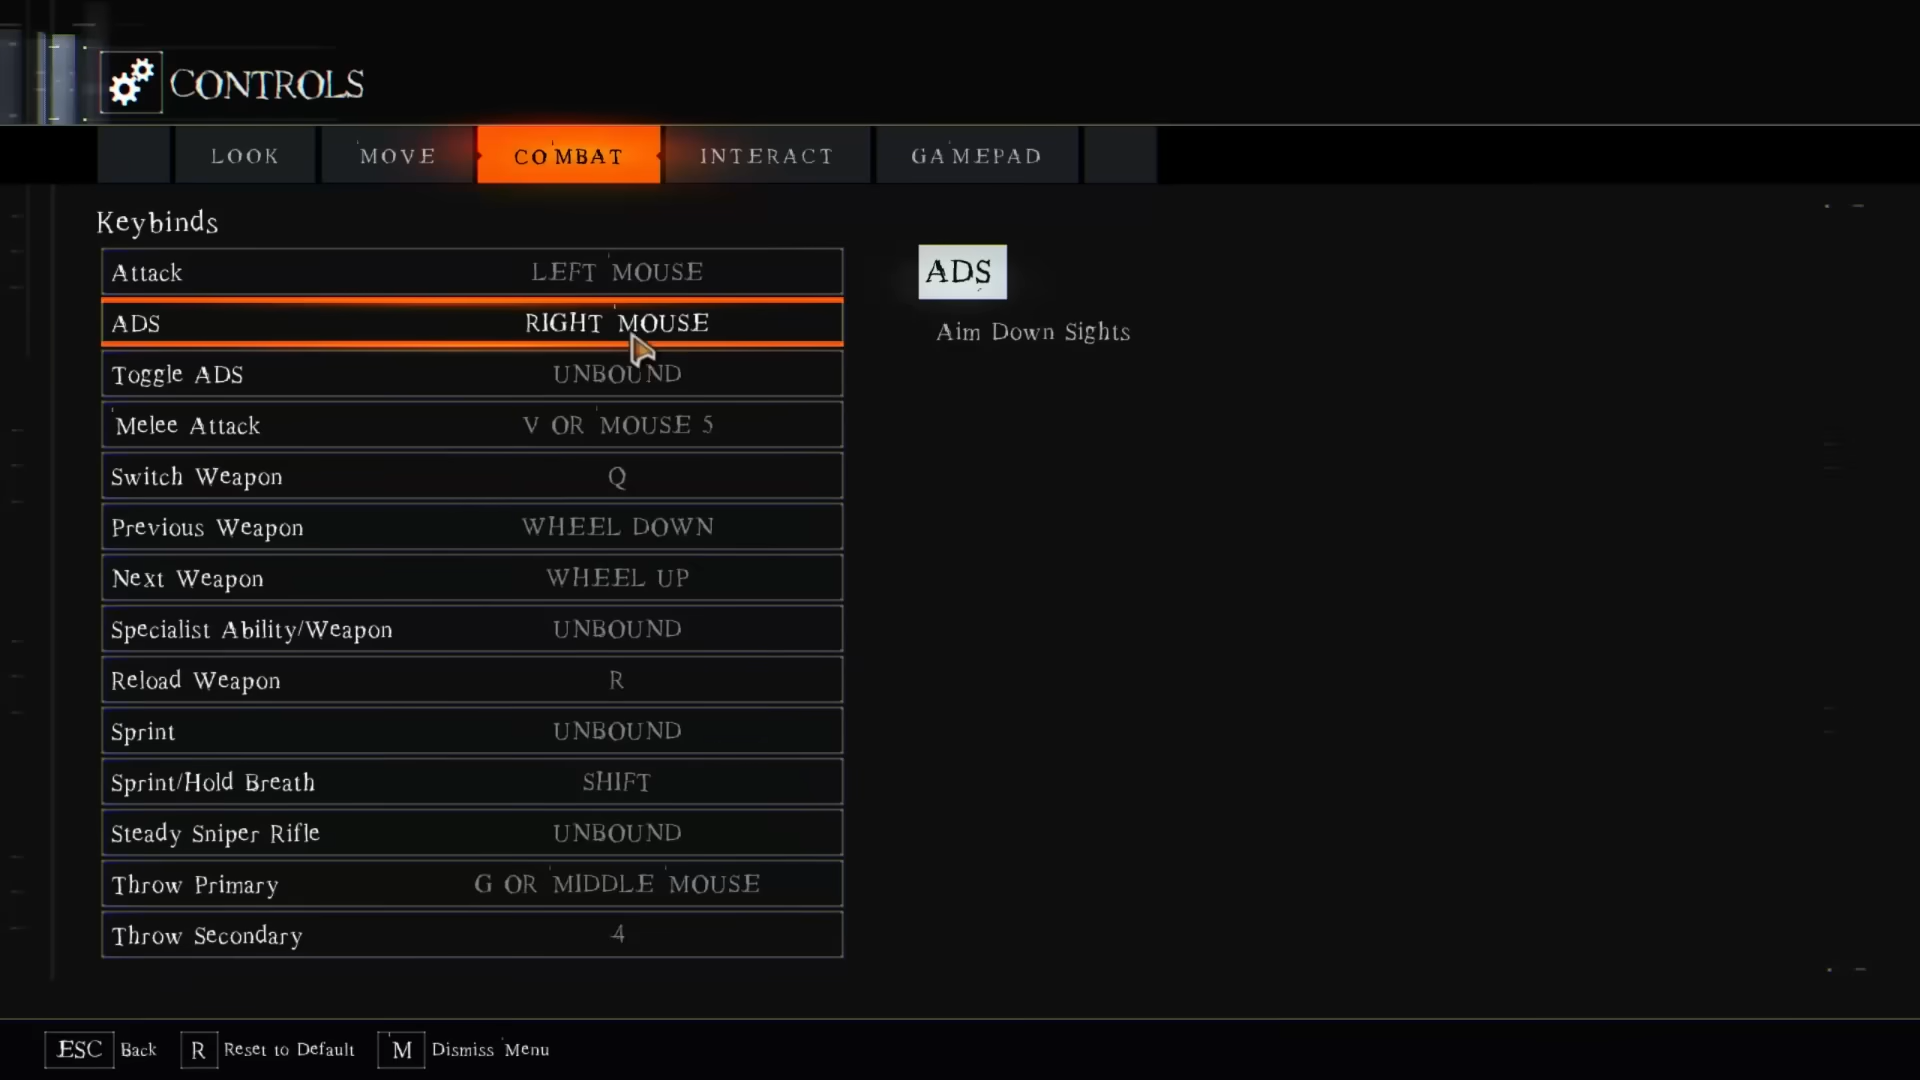 CONTROLS
LOOK MOVE COMBAT INTERACT GAMEPAD
Keybinds
Attack LEFT MOUSE
ADS RIGHT MOUSE
Toggle ADS UNBOUND
Melee Attack V OR MOUSE 5
Switch Weapon Q
Previous Weapon WHEEL DOWN
Next Weapon WHEEL UP
Specialist Ability/Weapon UNBOUND
Reload Weapon R
Sprint UNBOUND
Sprint/Hold Breath SHIFT
Steady Sniper Rifle UNBOUND
Throw Primary G OR MIDDLE MOUSE
Throw Secondary 4
ADS
Aim Down Sights
ESC Back R Reset to Default M Dismiss Menu